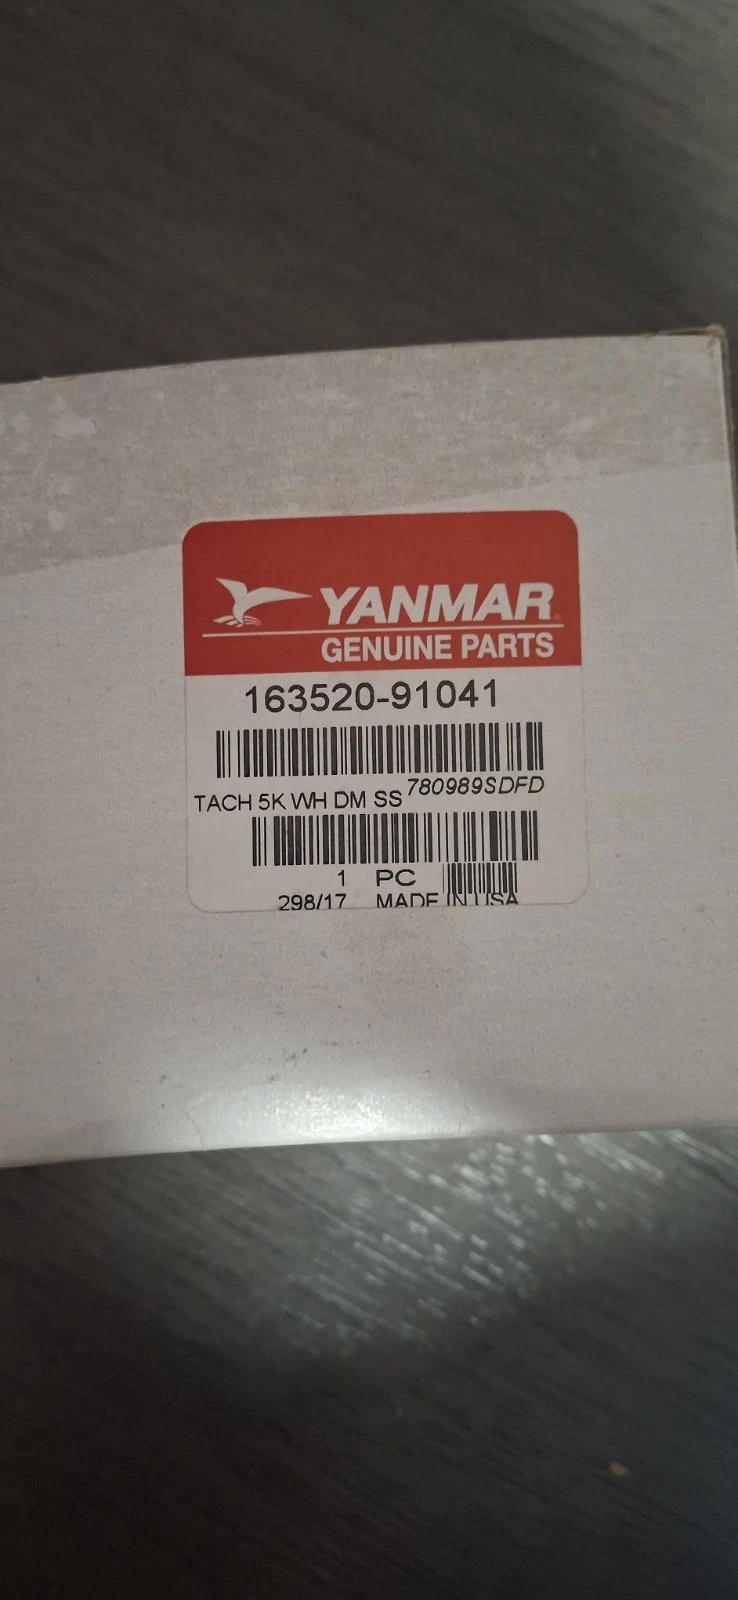 YANMAR
GENUINE PARTS
163520-91041
TACH 5K WH DM SS 780989SDFD
1 PC
298/17 MADE IN USA